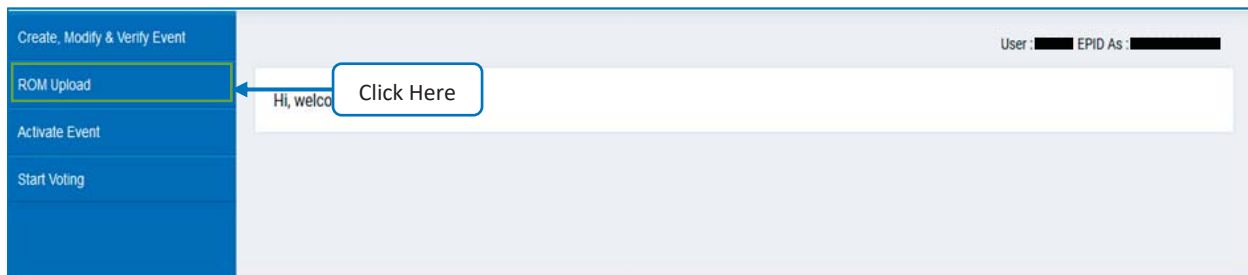 Create, Modify & Verify Event
User : EPID As :
ROM Upload
Click Here
Hi, welco
Activate Event
Start Voting